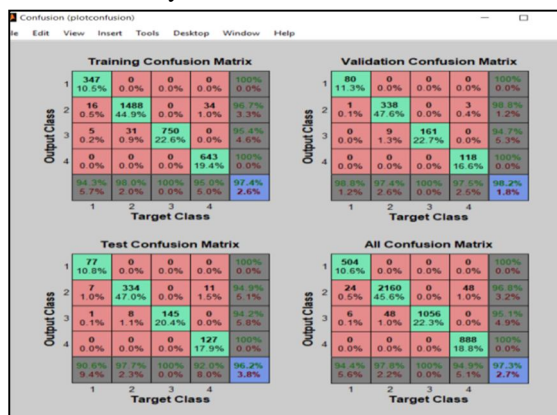 Confusion (plotconfusion)
le Edit View Insert Tools Desktop Window Help
Training Confusion Matrix
Output Class
1 347 10.5% 0 0.0% 0 0.0% 0 0.0% 100% 0.0%
2 16 0.5% 1488 44.9% 0 0.0% 34 1.0% 96.7% 3.3%
3 5 0.2% 31 0.9% 750 22.6% 0 0.0% 95.4% 4.6%
4 0 0.0% 0 0.0% 0 0.0% 643 19.4% 100% 0.0%
94.3% 5.7% 98.0% 2.0% 100% 0.0% 95.0% 5.0% 97.4% 2.6%
1 2 3 4
Target Class
Validation Confusion Matrix
Output Class
1 80 11.3% 0 0.0% 0 0.0% 0 0.0% 100% 0.0%
2 1 0.1% 338 47.6% 0 0.0% 3 0.4% 98.8% 1.2%
3 0 0.0% 9 1.3% 161 22.7% 0 0.0% 94.7% 5.3%
4 0 0.0% 0 0.0% 0 0.0% 118 16.6% 100% 0.0%
98.8% 1.2% 97.4% 2.6% 100% 0.0% 97.5% 2.5% 98.2% 1.8%
1 2 3 4
Target Class
Test Confusion Matrix
Output Class
1 77 10.8% 0 0.0% 0 0.0% 0 0.0% 100% 0.0%
2 7 1.0% 334 47.0% 0 0.0% 11 1.5% 94.9% 5.1%
3 1 0.1% 8 1.1% 145 20.4% 0 0.0% 94.2% 5.8%
4 0 0.0% 0 0.0% 0 0.0% 127 17.9% 100% 0.0%
90.6% 9.4% 97.7% 2.3% 100% 0.0% 92.0% 8.0% 96.2% 3.8%
1 2 3 4
Target Class
All Confusion Matrix
Output Class
1 504 10.6% 0 0.0% 0 0.0% 0 0.0% 100% 0.0%
2 24 0.5% 2160 45.6% 0 0.0% 48 1.0% 96.8% 3.2%
3 6 0.1% 48 1.0% 1056 22.3% 0 0.0% 95.1% 4.9%
4 0 0.0% 0 0.0% 0 0.0% 888 18.8% 100% 0.0%
94.4% 5.6% 97.8% 2.2% 100% 0.0% 94.9% 5.1% 97.3% 2.7%
1 2 3 4
Target Class